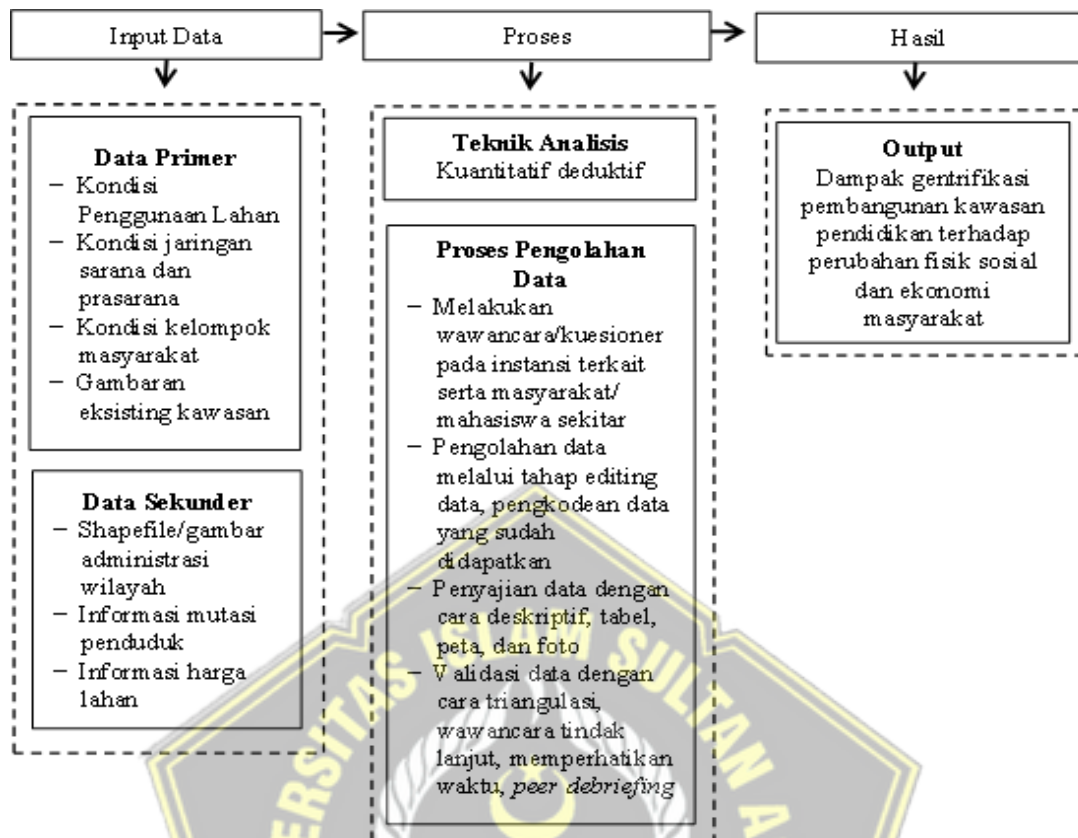 Input Data
Proses
Hasil
Data Primer
– Kondisi
Penggunaan Lahan
– Kondisi jaringan
sarana dan
prasarana
– Kondisi kelompok
masyarakat
– Gambaran
eksisting kawasan
Data Sekunder
– Shapefile/gambar
administrasi
wilayah
– Informasi mutasi
penduduk
– Informasi harga
lahan
Teknik Analisis
Kuantitatif deduktif
Proses Pengolahan
Data
– Melakukan
wawancara/kuesioner
pada instansi terkait
serta masyarakat/
mahasiswa sekitar
– Pengolahan data
melalui tahap editing
data, pengkodean data
yang sudah
didapatkan
– Penyajian data dengan
cara deskriptif, tabel,
peta, dan foto
– Validasi data dengan
cara triangulasi,
wawancara tindak
lanjut, memperhatikan
waktu, peer debriefing
Output
Dampak gentrifikasi
pembangunan kawasan
pendidikan terhadap
perubahan fisik sosial
dan ekonomi
masyarakat
ERSITAS ISLAM SULTAN A